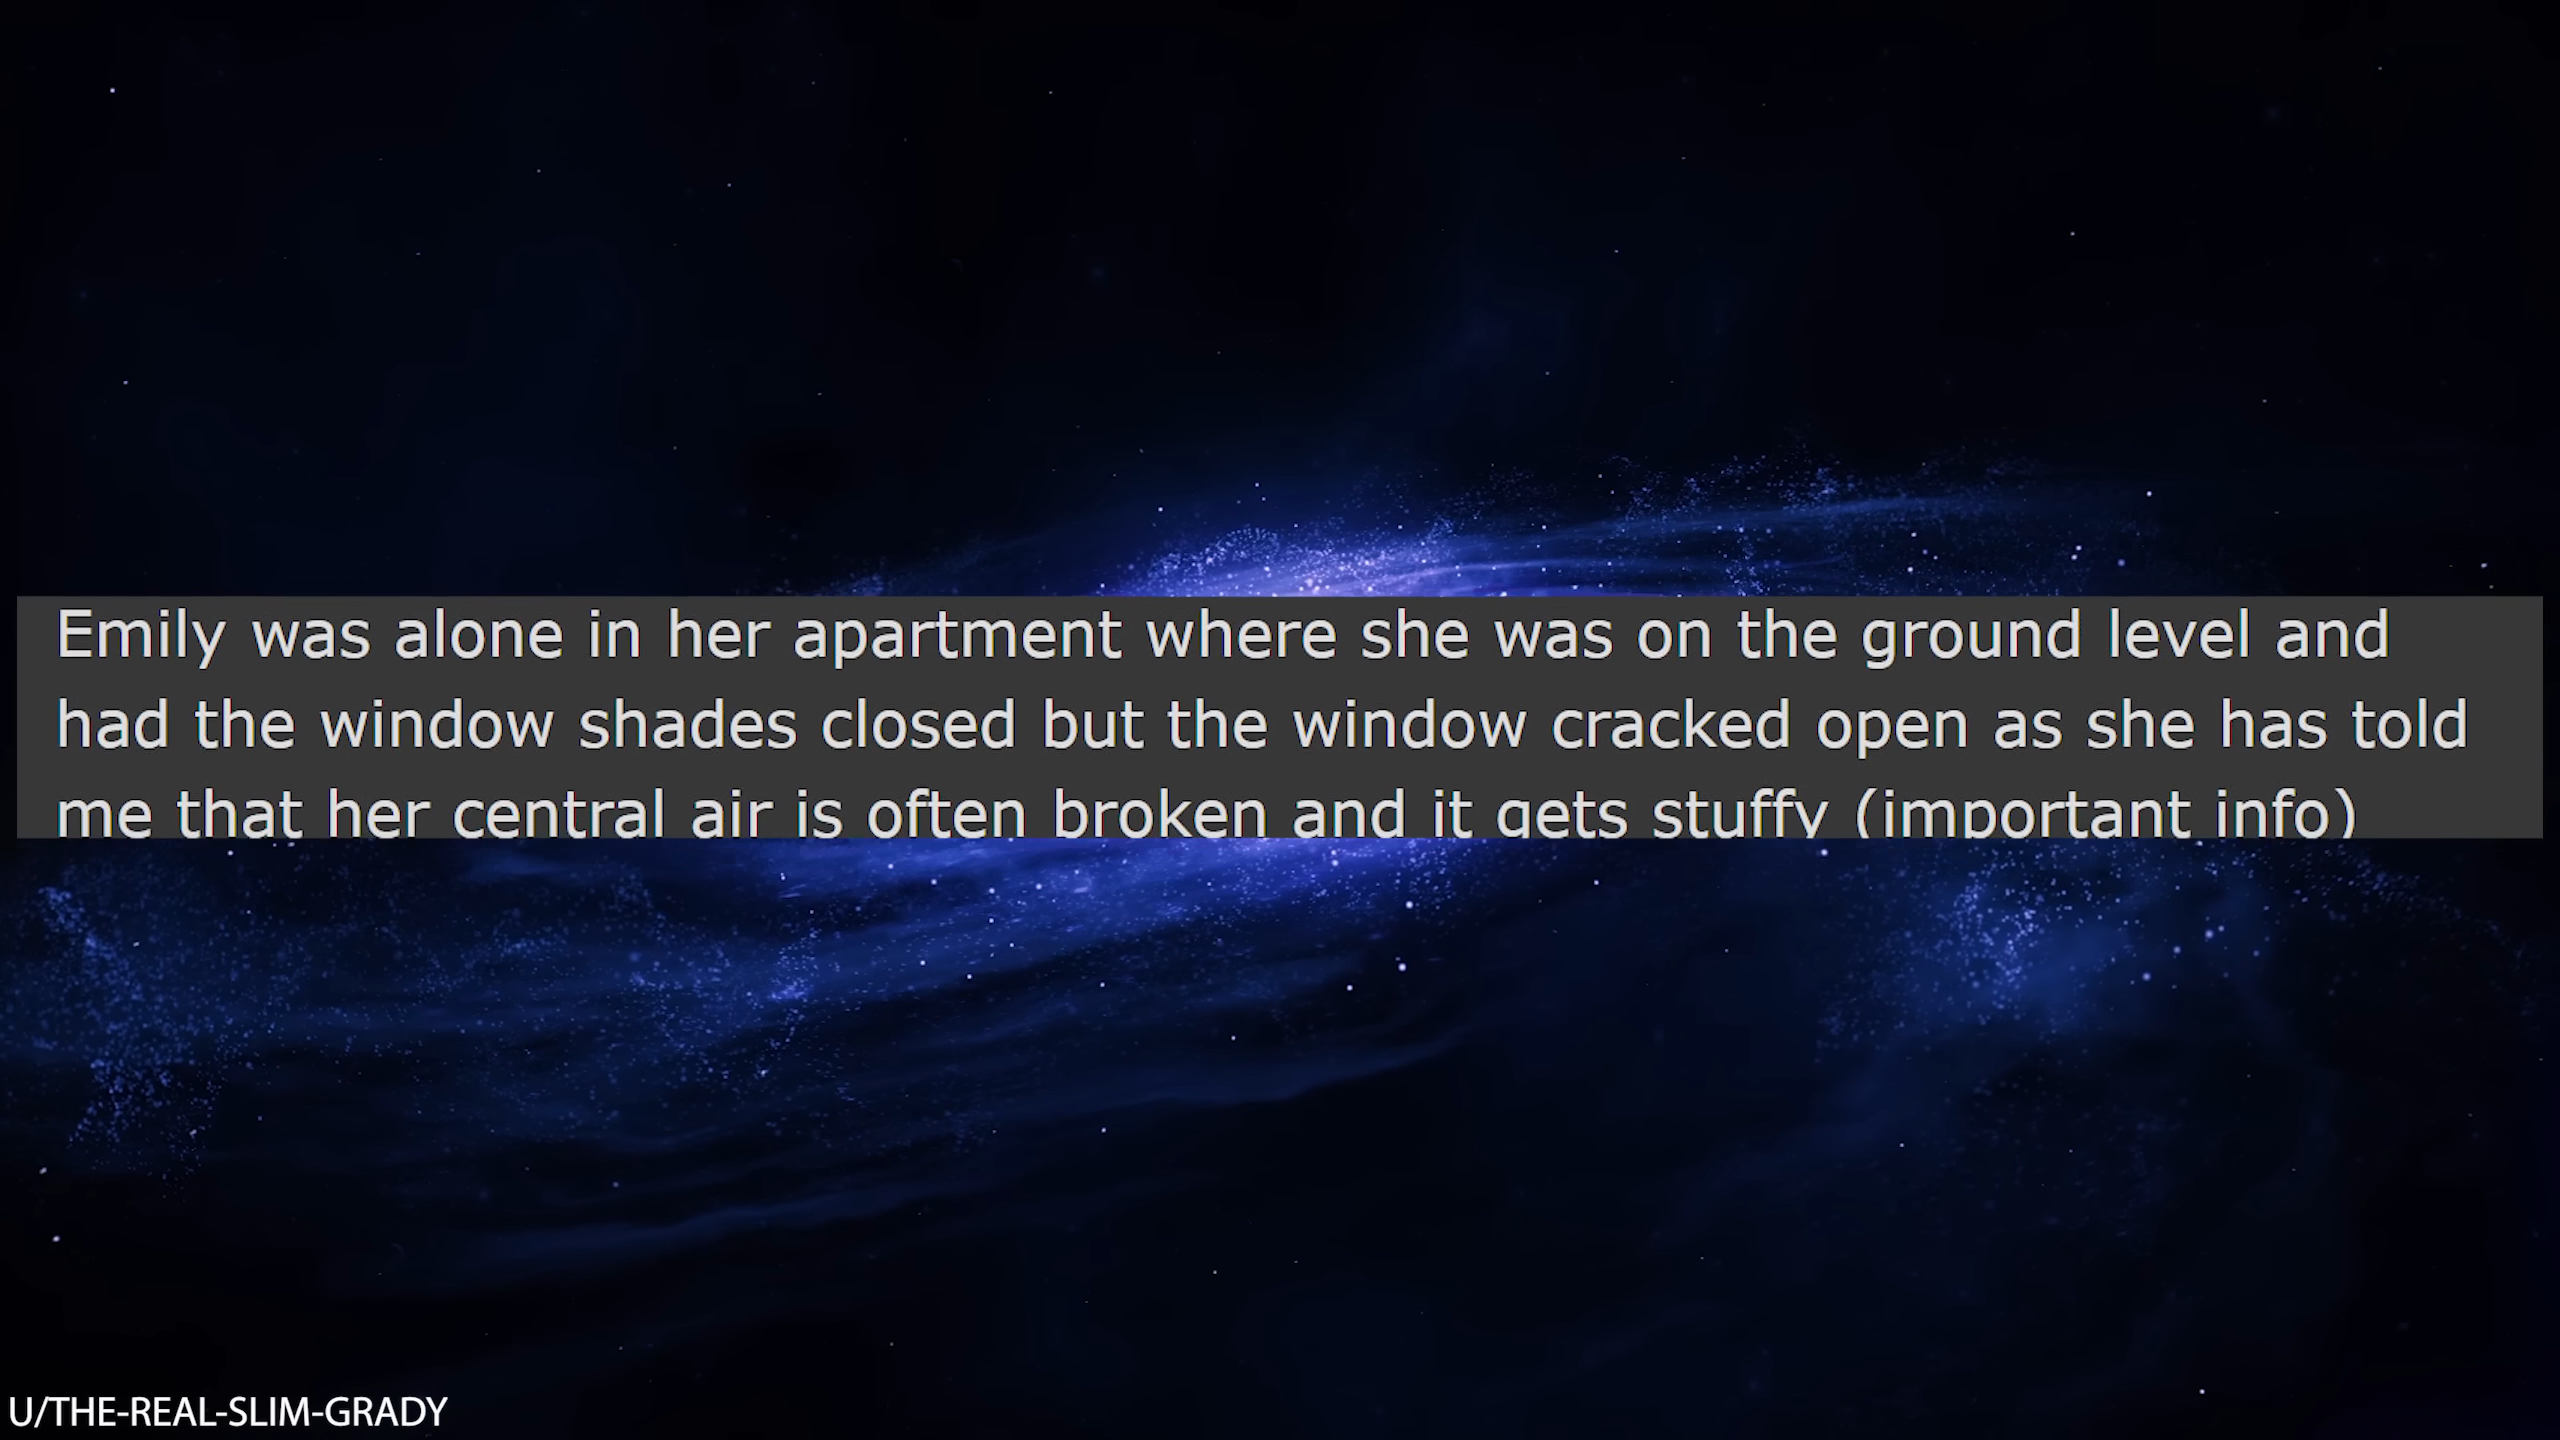 Emily was alone in her apartment where she was on the ground level and
had the window shades closed but the window cracked open as she has told
me that her central air is often broken and it gets stuffy (important info)
U/THE-REAL-SLIM-GRADY